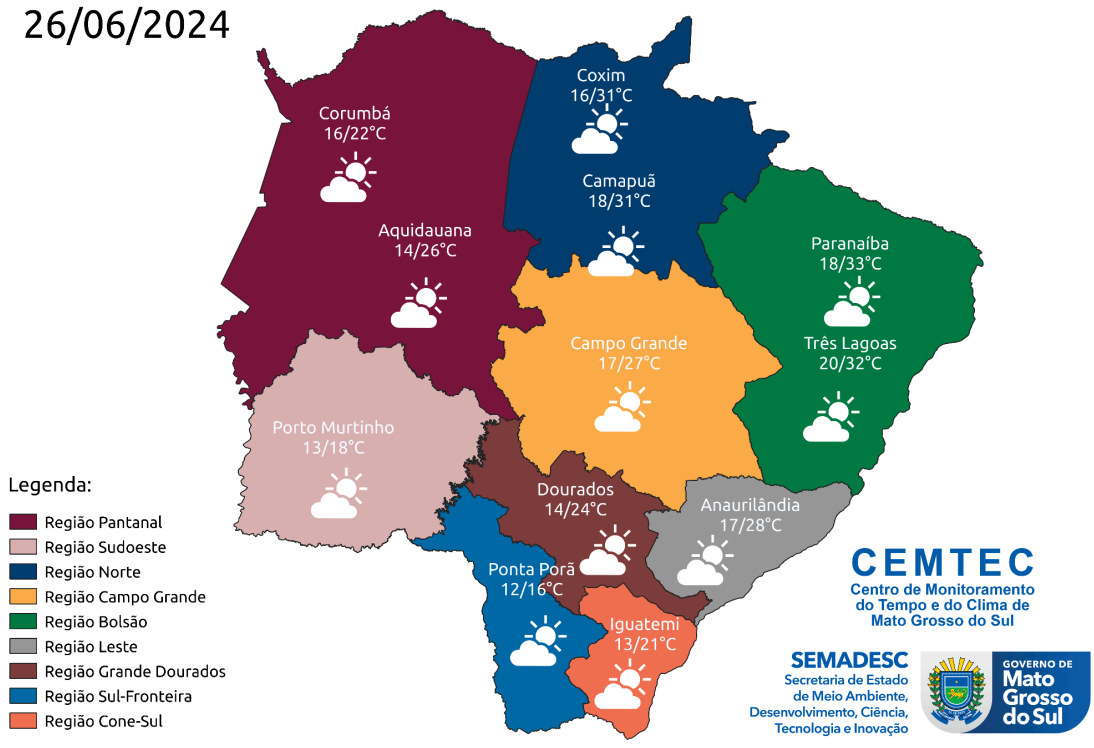 26/06/2024
Coxim
16/31°C
Corumbá
16/22°C
Camapuã
18/31°C
Aquidauana
14/26°C
Paranaíba
18/33°C
Campo Grande
17/27°C
Três Lagoas
20/32°C
Porto Murtinho
13/18°C
Dourados
14/24°C
Anaurilândia
17/28°C
Ponta Porã
12/16°C
Iguatemi
13/21°C
Legenda:
Região Pantanal
Região Sudoeste
Região Norte
Região Campo Grande
Região Bolsão
Região Leste
Região Grande Dourados
Região Sul-Fronteira
Região Cone-Sul
CEMTEC
Centro de Monitoramento
do Tempo e do Clima de
Mato Grosso do Sul
SEMADESC
Secretaria de Estado
de Meio Ambiente,
Desenvolvimento, Ciência,
Tecnologia e Inovação
GOVERNO DE
Mato
Grosso
do Sul